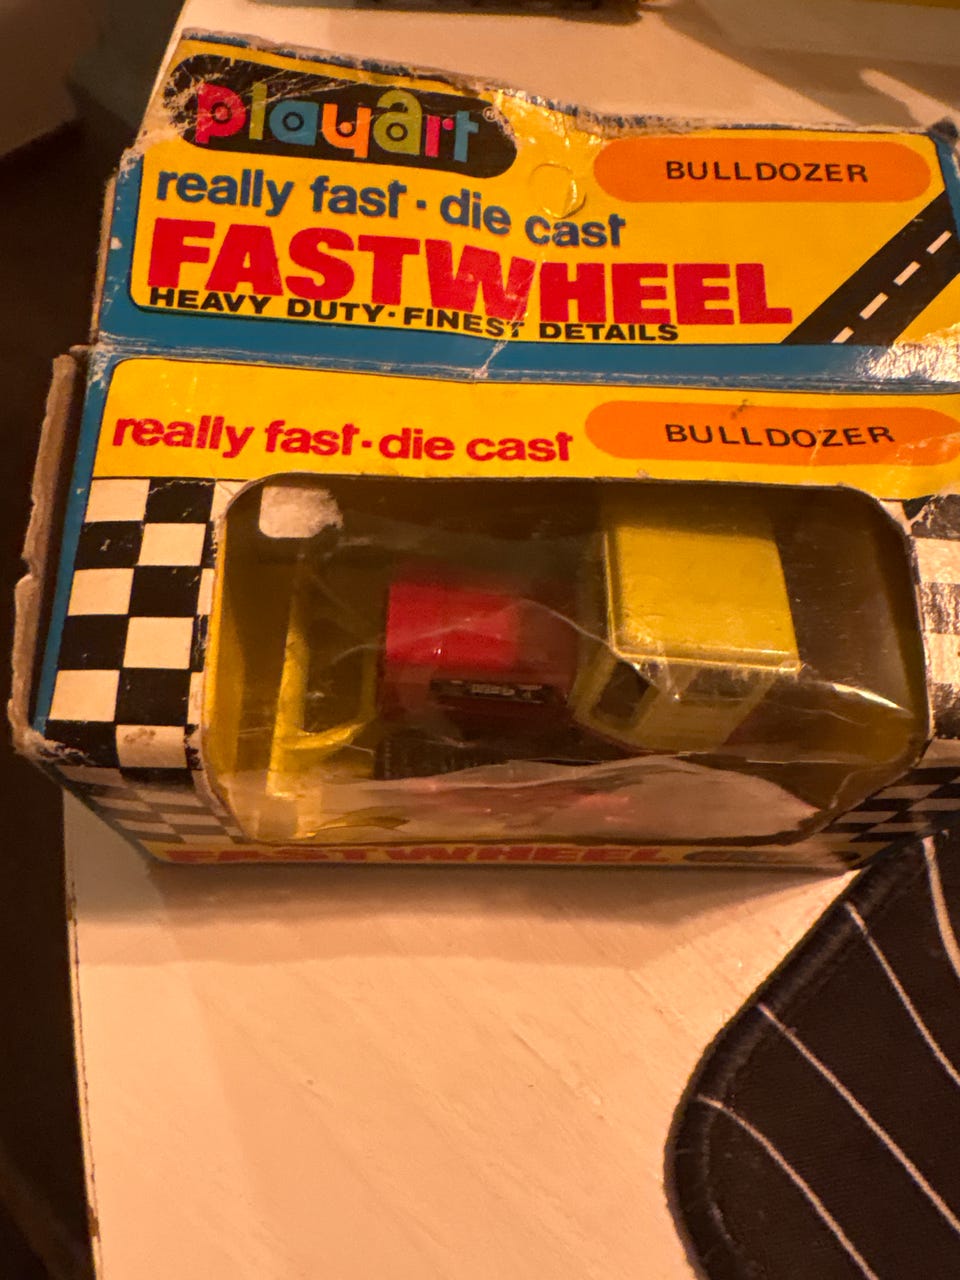 playart®
BULLDOZER
really fast · die cast
FASTWHEEL
HEAVY DUTY · FINEST DETAILS
really fast · die cast
BULLDOZER
FASTWHEEL